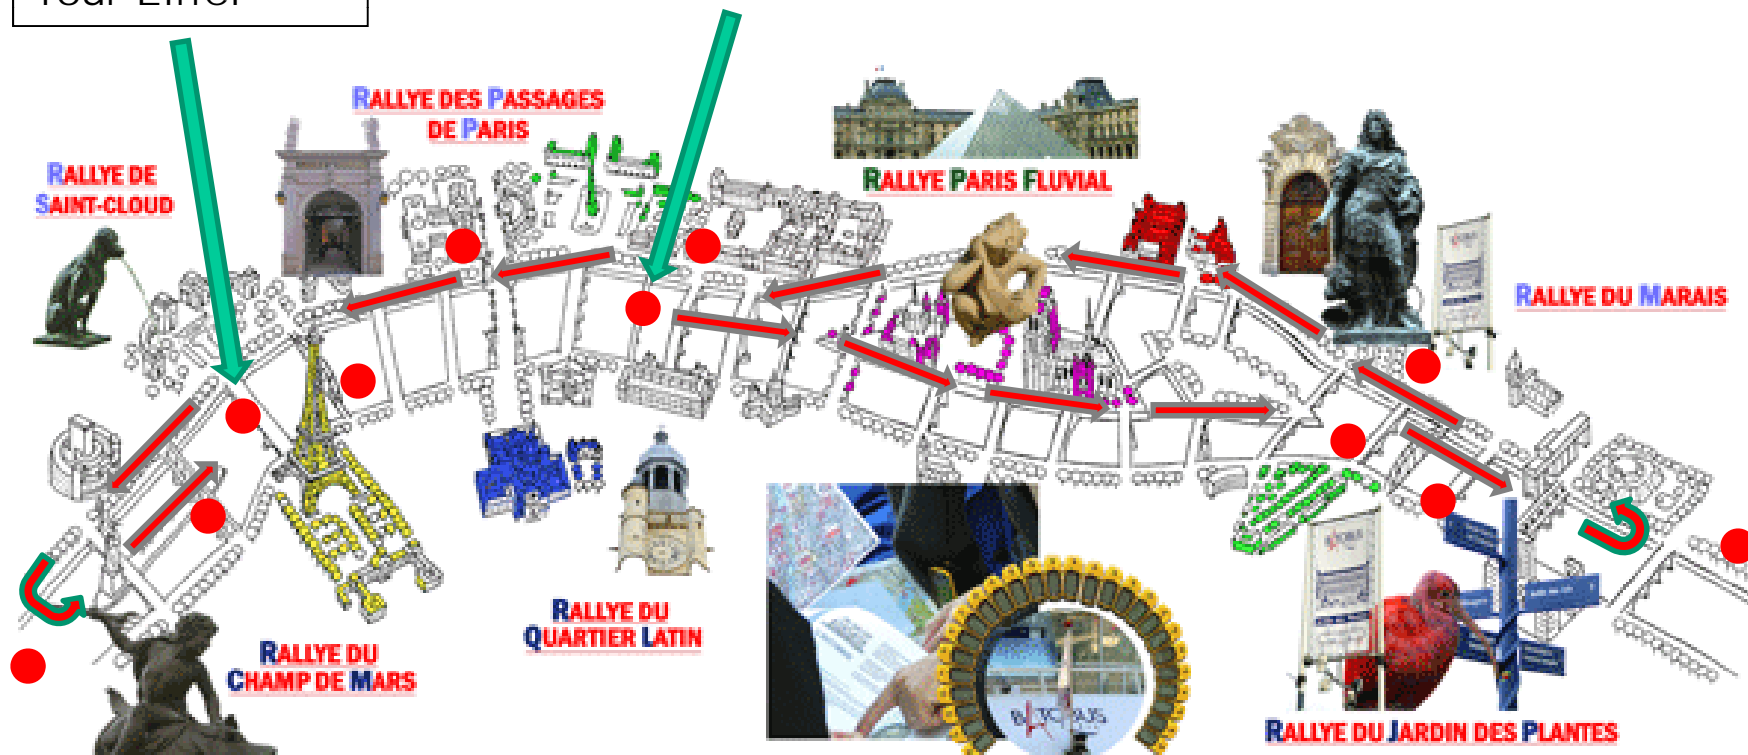 Tour Eiffel
RALLYE DES PASSAGES
DE PARIS
RALLYE DE
SAINT-CLOUD
RALLYE PARIS FLUVIAL
RALLYE DU MARAIS
RALLYE DU
QUARTIER LATIN
RALLYE DU
CHAMP DE MARS
BATOBUS
RALLYE DU JARDIN DES PLANTES